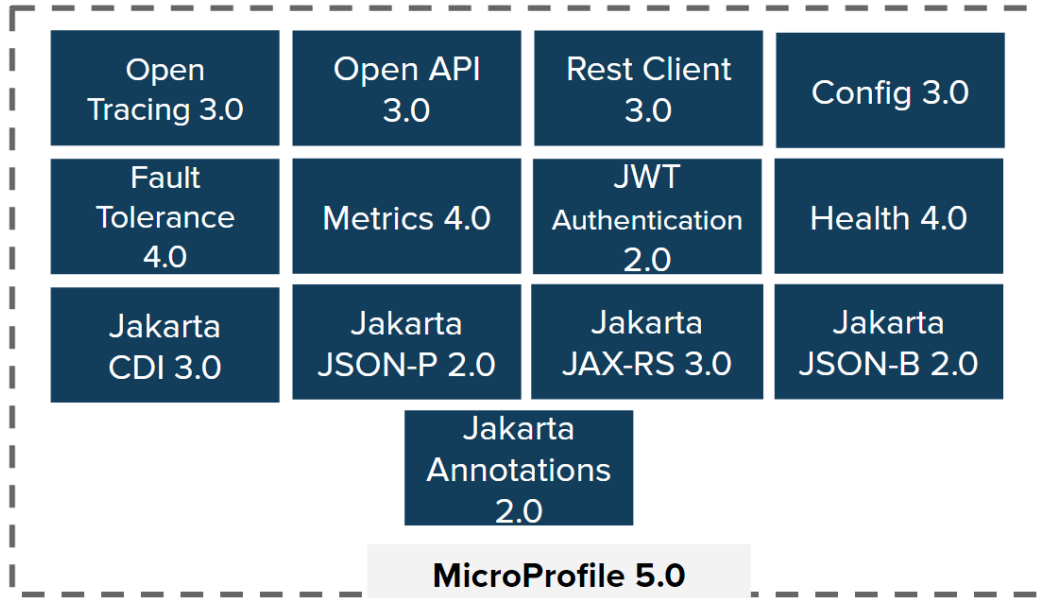 Open
Tracing 3.0
Open API
3.0
Rest Client
3.0
Config 3.0
Fault
Tolerance
4.0
Metrics 4.0
JWT
Authentication
2.0
Health 4.0
Jakarta
CDI 3.0
Jakarta
JSON-P 2.0
Jakarta
JAX-RS 3.0
Jakarta
JSON-B 2.0
Jakarta
Annotations
2.0
MicroProfile 5.0